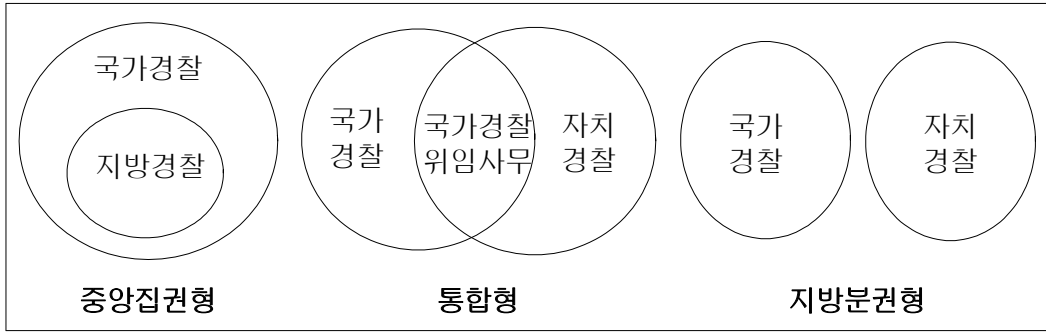 국가경찰
지방경찰
중앙집권형
국가
경찰
국가경찰
위임사무
자치
경찰
통합형
국가
경찰
자치
경찰
지방분권형